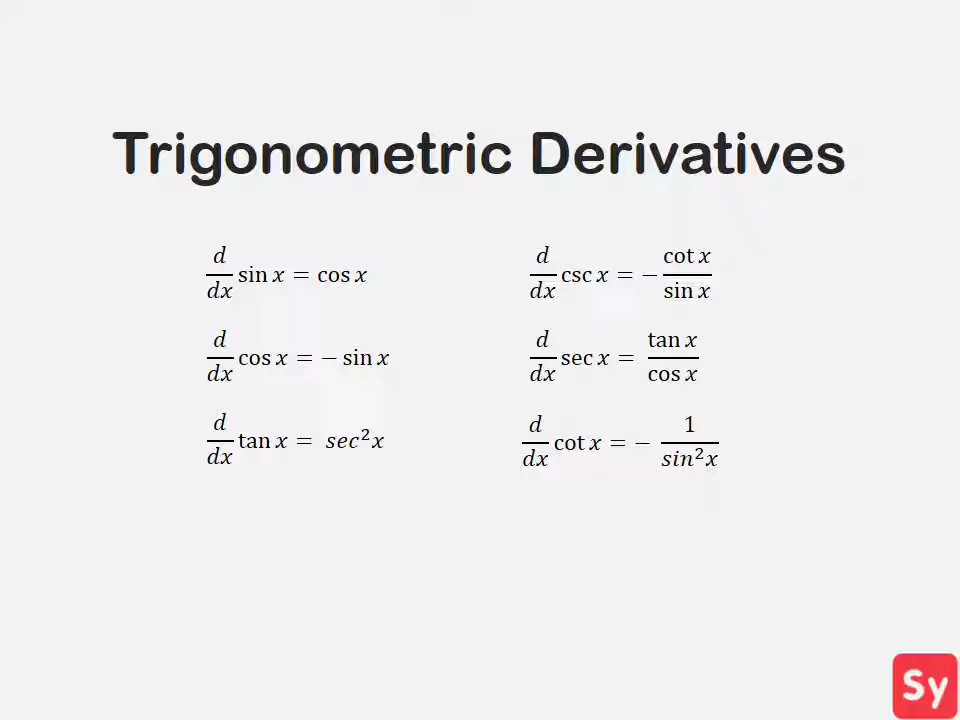 Trigonometric Derivatives
d/dx sin x = cos x
d/dx cos x = − sin x
d/dx tan x = sec²x
d/dx csc x = − cot x / sin x
d/dx sec x = tan x / cos x
d/dx cot x = − 1 / sin²x
Sy